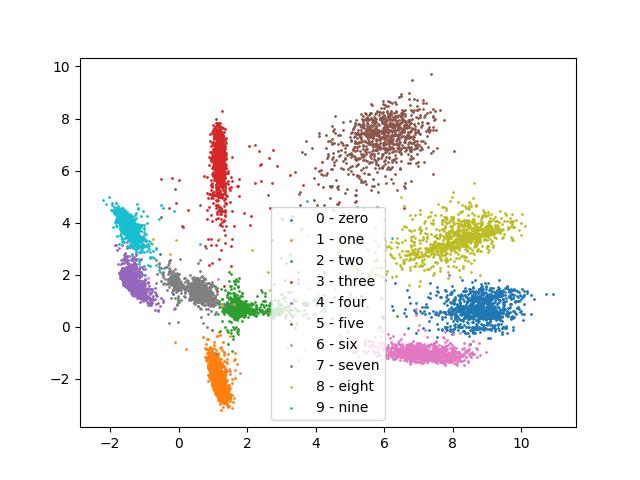 10
8
6
4
2
0
−2
0 - zero
1 - one
2 - two
3 - three
4 - four
5 - five
6 - six
7 - seven
8 - eight
9 - nine
−2 0 2 4 6 8 10